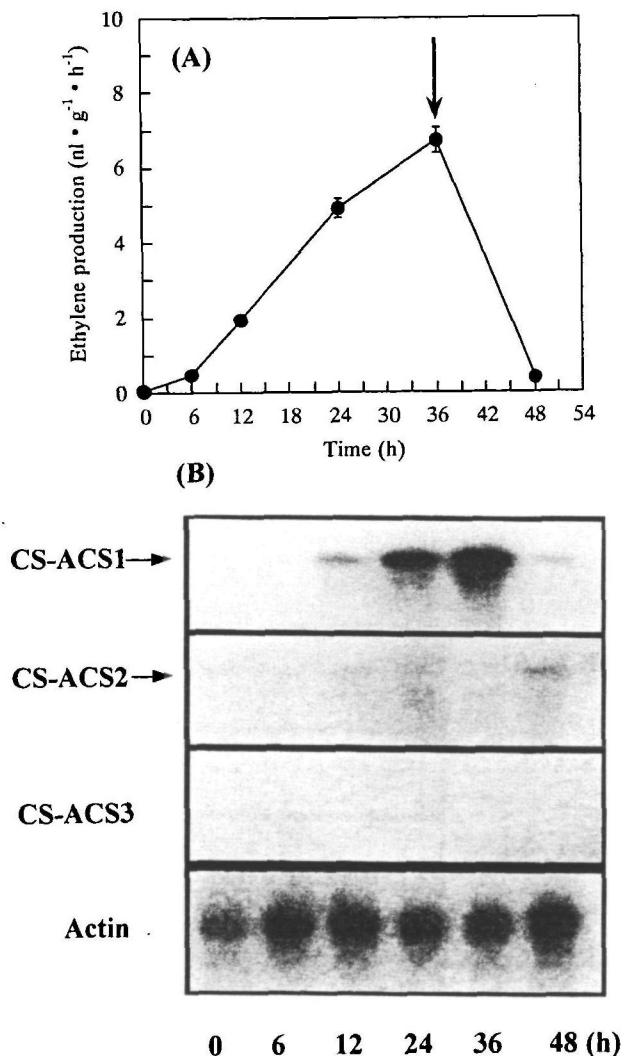 (A)
Ethylene production (nl • g⁻¹ • h⁻¹)
10
8
6
4
2
0
0 6 12 24 30 36 42 48 54
Time (h)
(B)
CS-ACS1
CS-ACS2
CS-ACS3
Actin
0 6 12 24 36 48 (h)